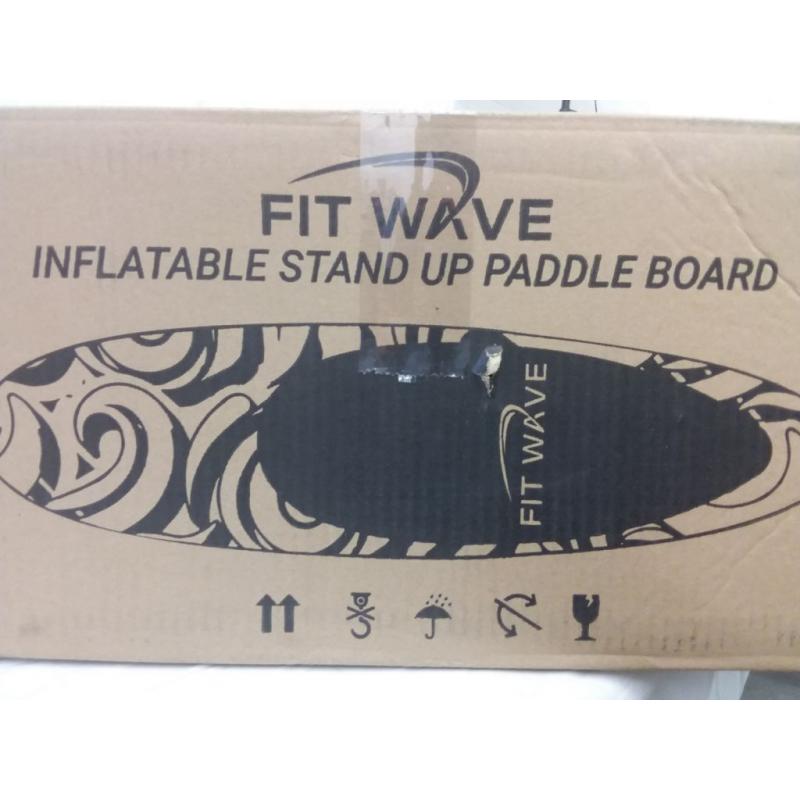 FIT WAVE
INFLATABLE STAND UP PADDLE BOARD
FIT WAVE